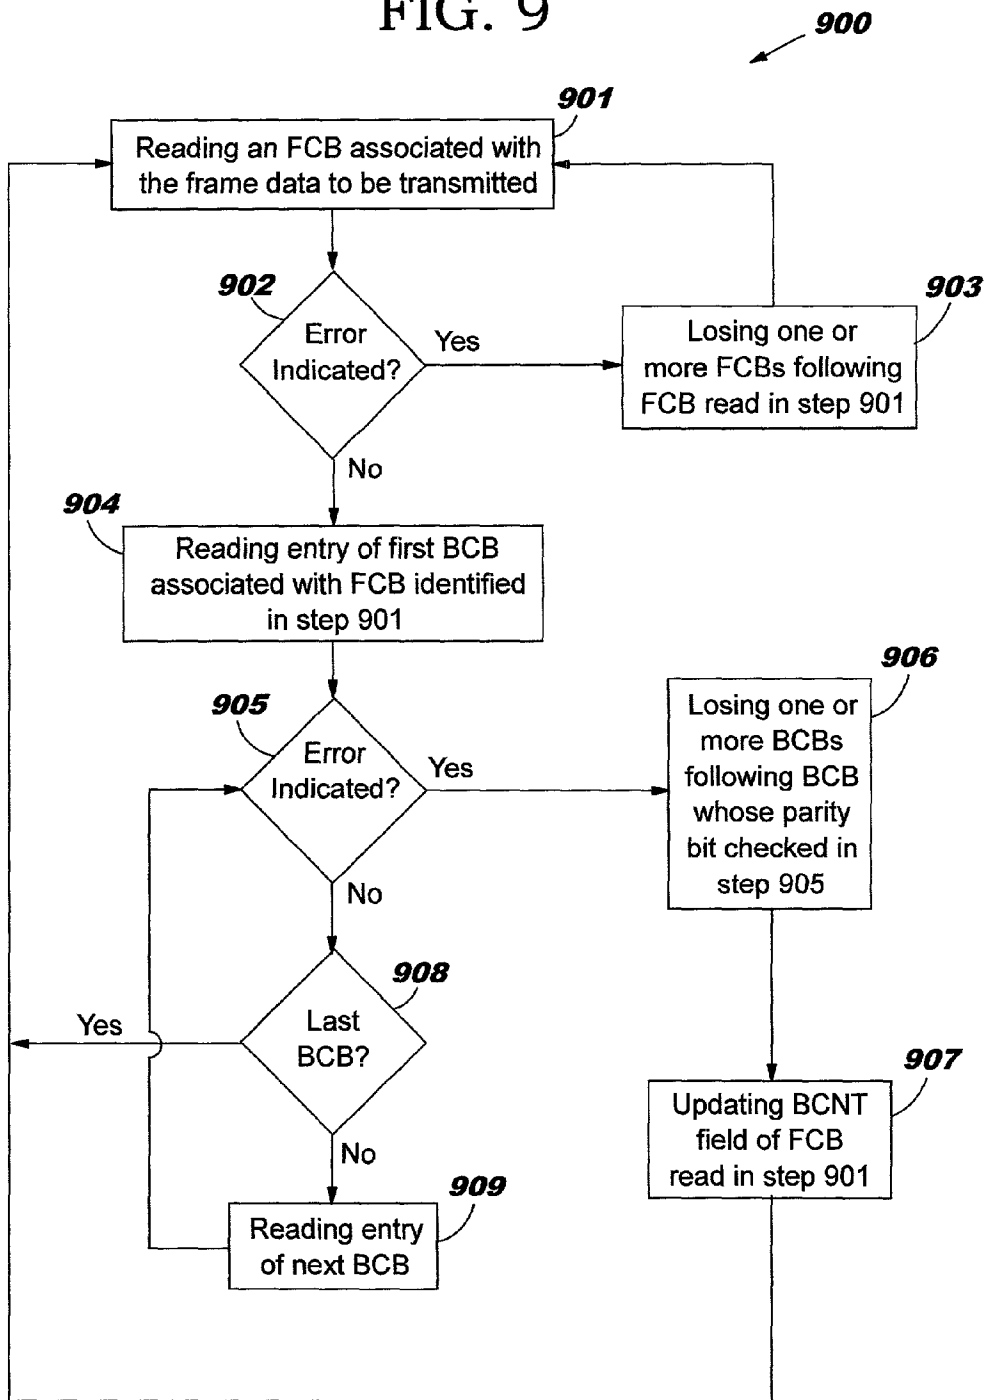 FIG. 9
900
901
Reading an FCB associated with
the frame data to be transmitted
902
Error
Indicated?
Yes
903
Losing one or
more FCBs following
FCB read in step 901
No
904
Reading entry of first BCB
associated with FCB identified
in step 901
905
Error
Indicated?
Yes
906
Losing one or
more BCBs
following BCB
whose parity
bit checked in
step 905
No
908
Last
BCB?
Yes
907
Updating BCNT
field of FCB
read in step 901
No
909
Reading entry
of next BCB